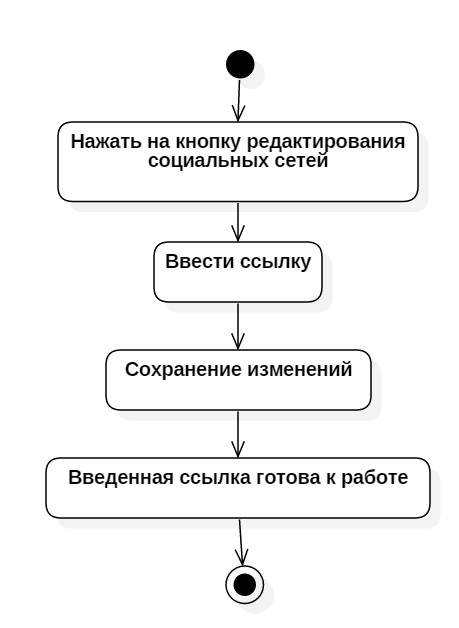 Нажать на кнопку редактирования
социальных сетей
Ввести ссылку
Сохранение изменений
Введенная ссылка готова к работе